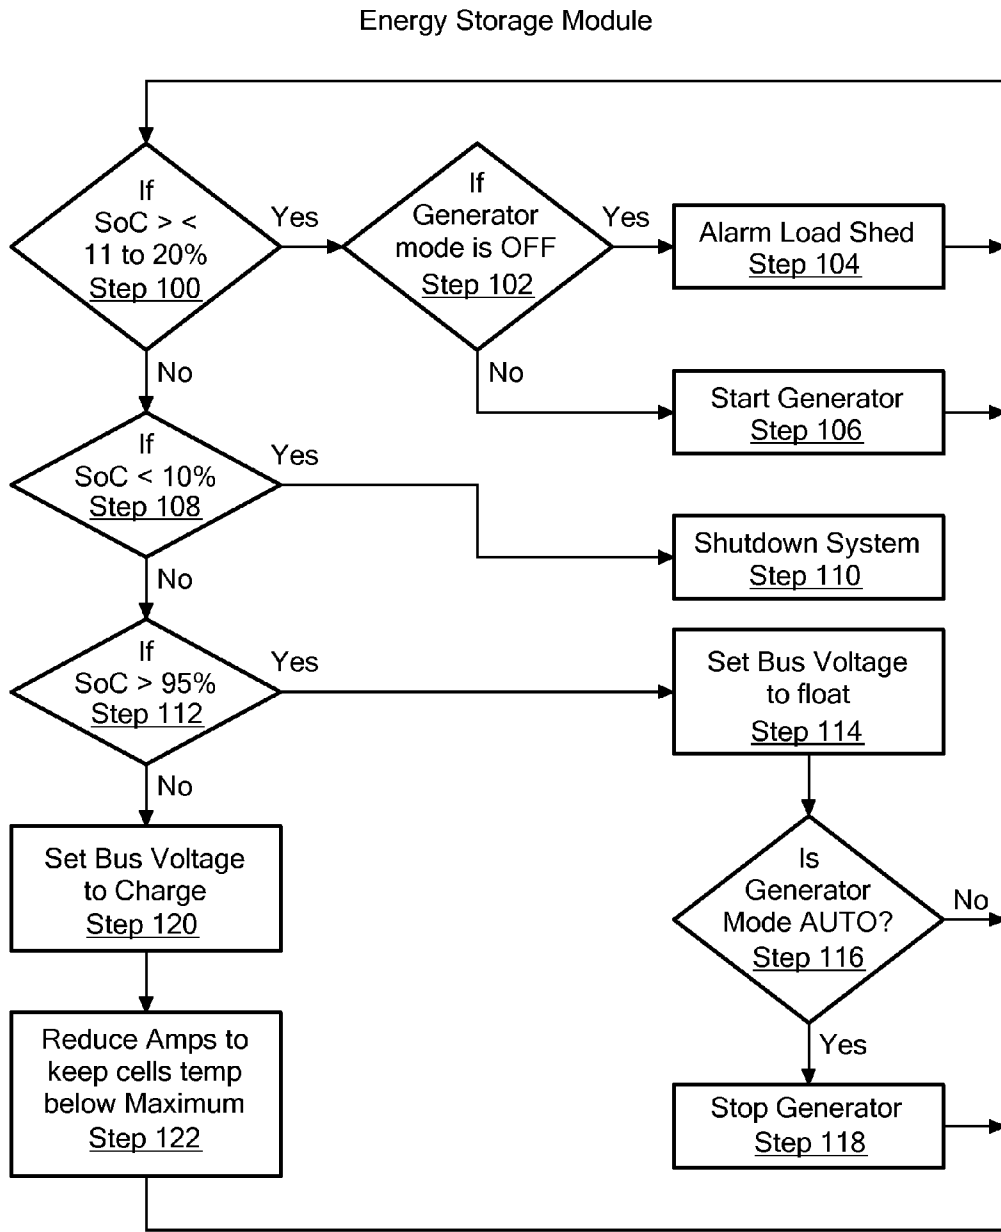 Energy Storage Module
If
SoC > <
11 to 20%
Step 100
Yes
If
Generator
mode is OFF
Step 102
Yes
Alarm Load Shed
Step 104
No
No
Start Generator
Step 106
If
SoC < 10%
Step 108
Yes
Shutdown System
Step 110
No
If
SoC > 95%
Step 112
Yes
Set Bus Voltage
to float
Step 114
No
Set Bus Voltage
to Charge
Step 120
Is
Generator
Mode AUTO?
Step 116
No
Reduce Amps to
keep cells temp
below Maximum
Step 122
Yes
Stop Generator
Step 118